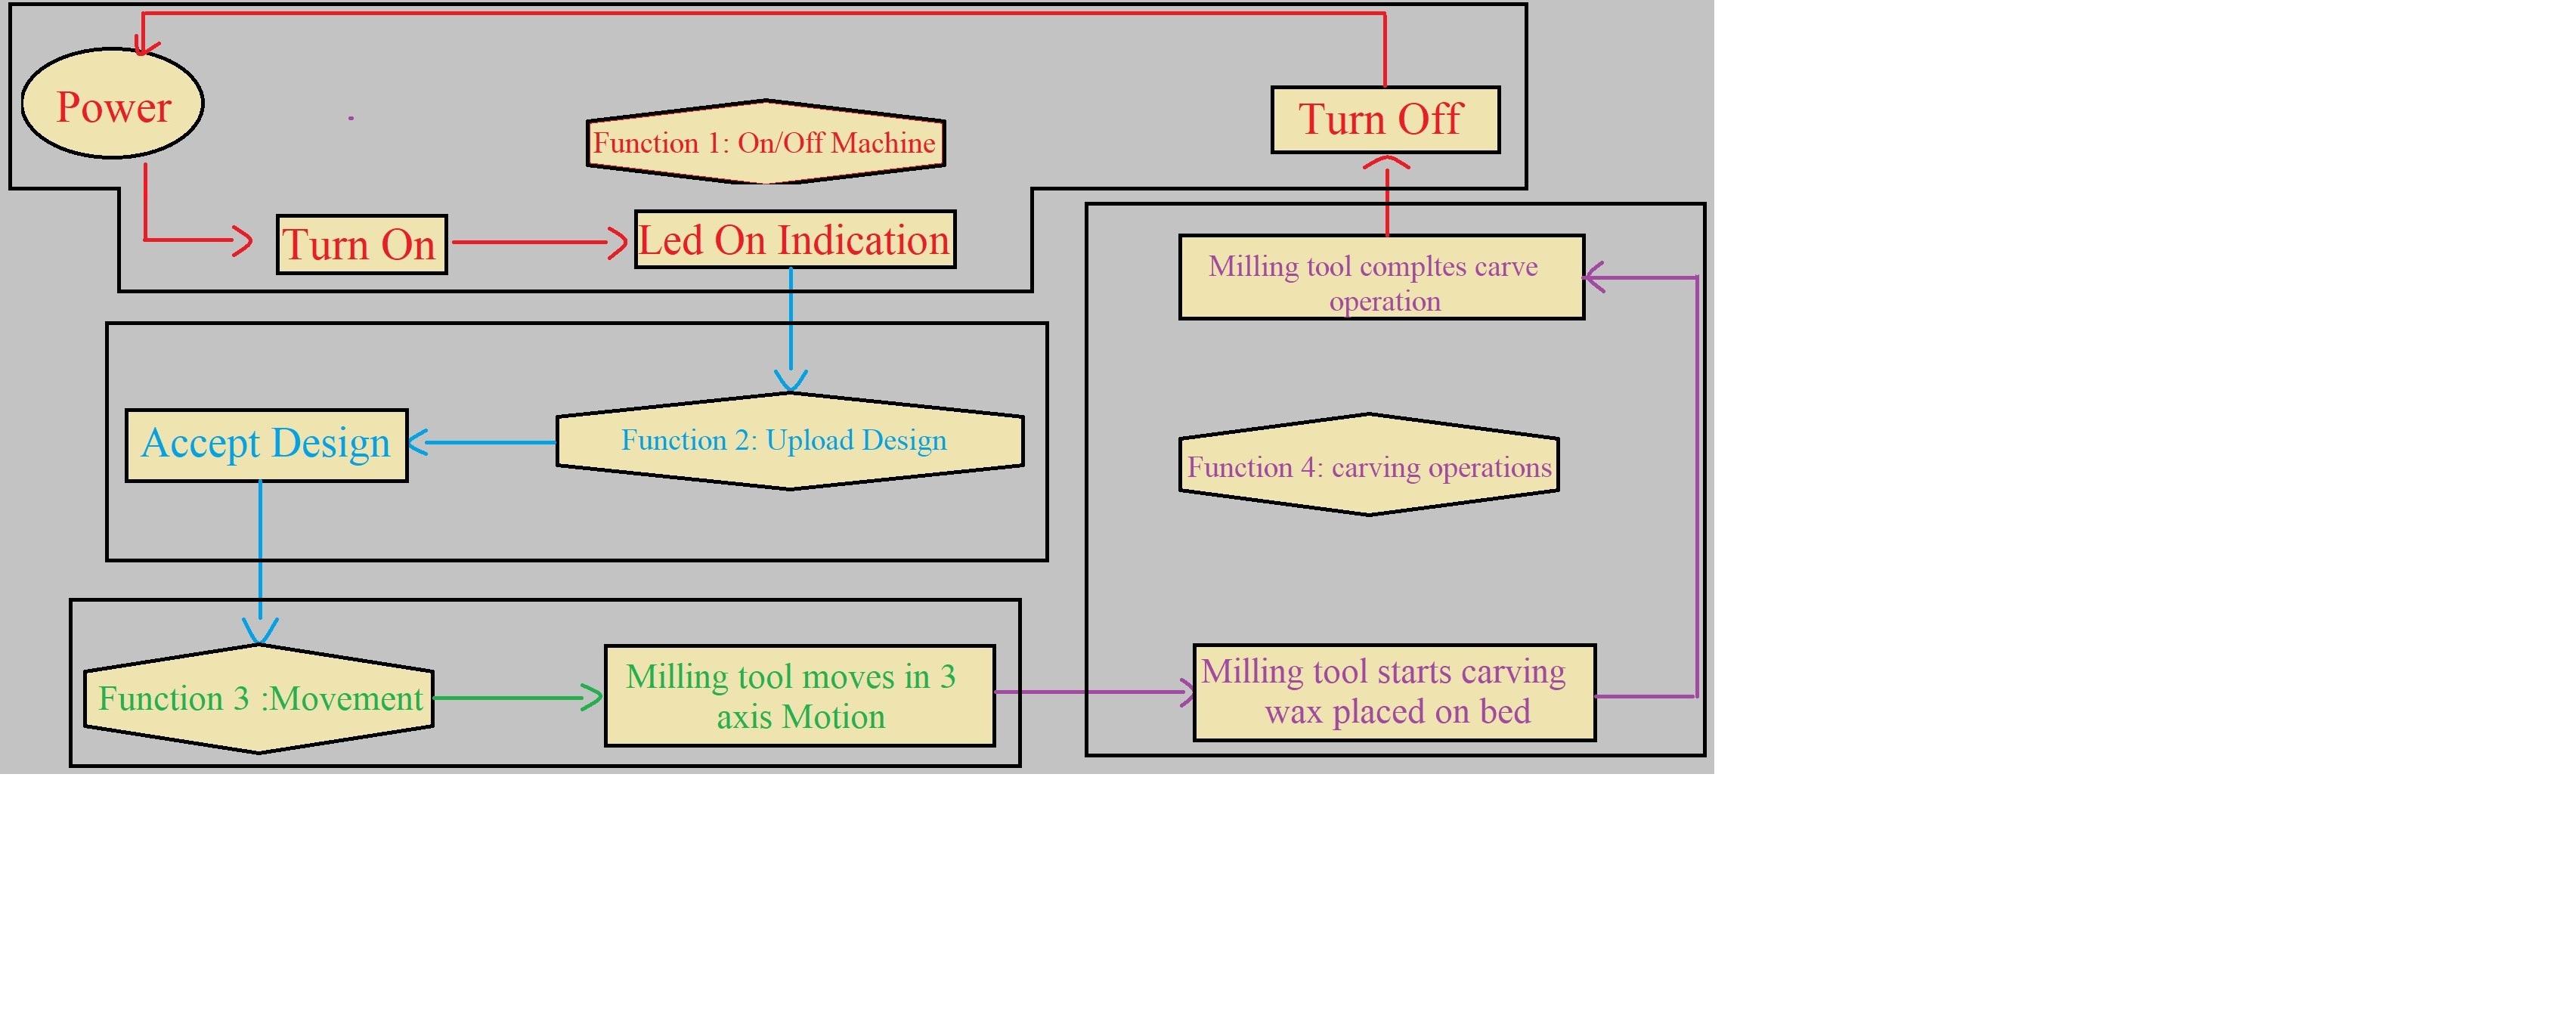 Power
Function 1: On/Off Machine
Turn Off
Turn On
Led On Indication
Milling tool compltes carve
operation
Accept Design
Function 2: Upload Design
Function 4: carving operations
Function 3 :Movement
Milling tool moves in 3
axis Motion
Milling tool starts carving
wax placed on bed